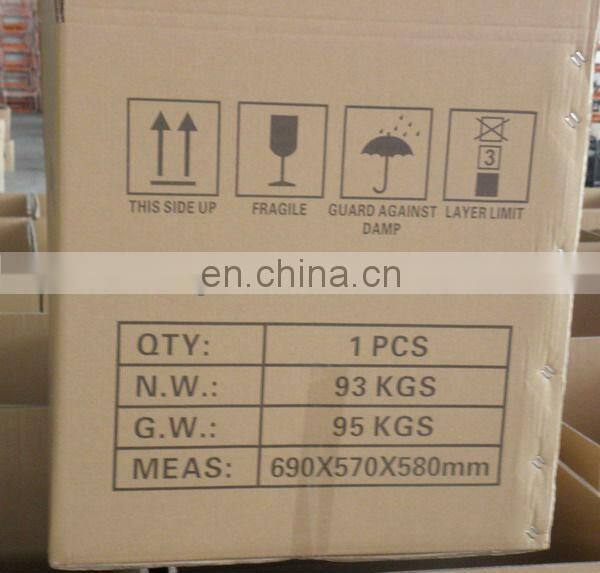 3
THIS SIDE UP FRAGILE GUARD AGAINST DAMP LAYER LIMIT
en.china.cn
QTY: 1 PCS
N.W.: 93 KGS
G.W.: 95 KGS
MEAS: 690X570X580mm